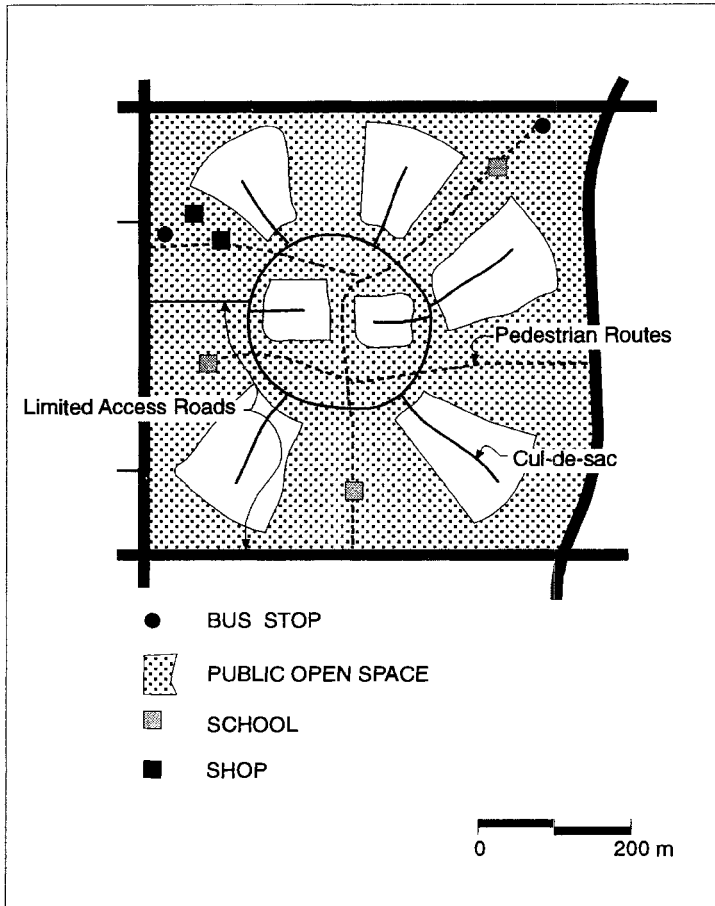 Pedestrian Routes
Limited Access Roads
Cul-de-sac
BUS STOP
PUBLIC OPEN SPACE
SCHOOL
SHOP
0 200 m